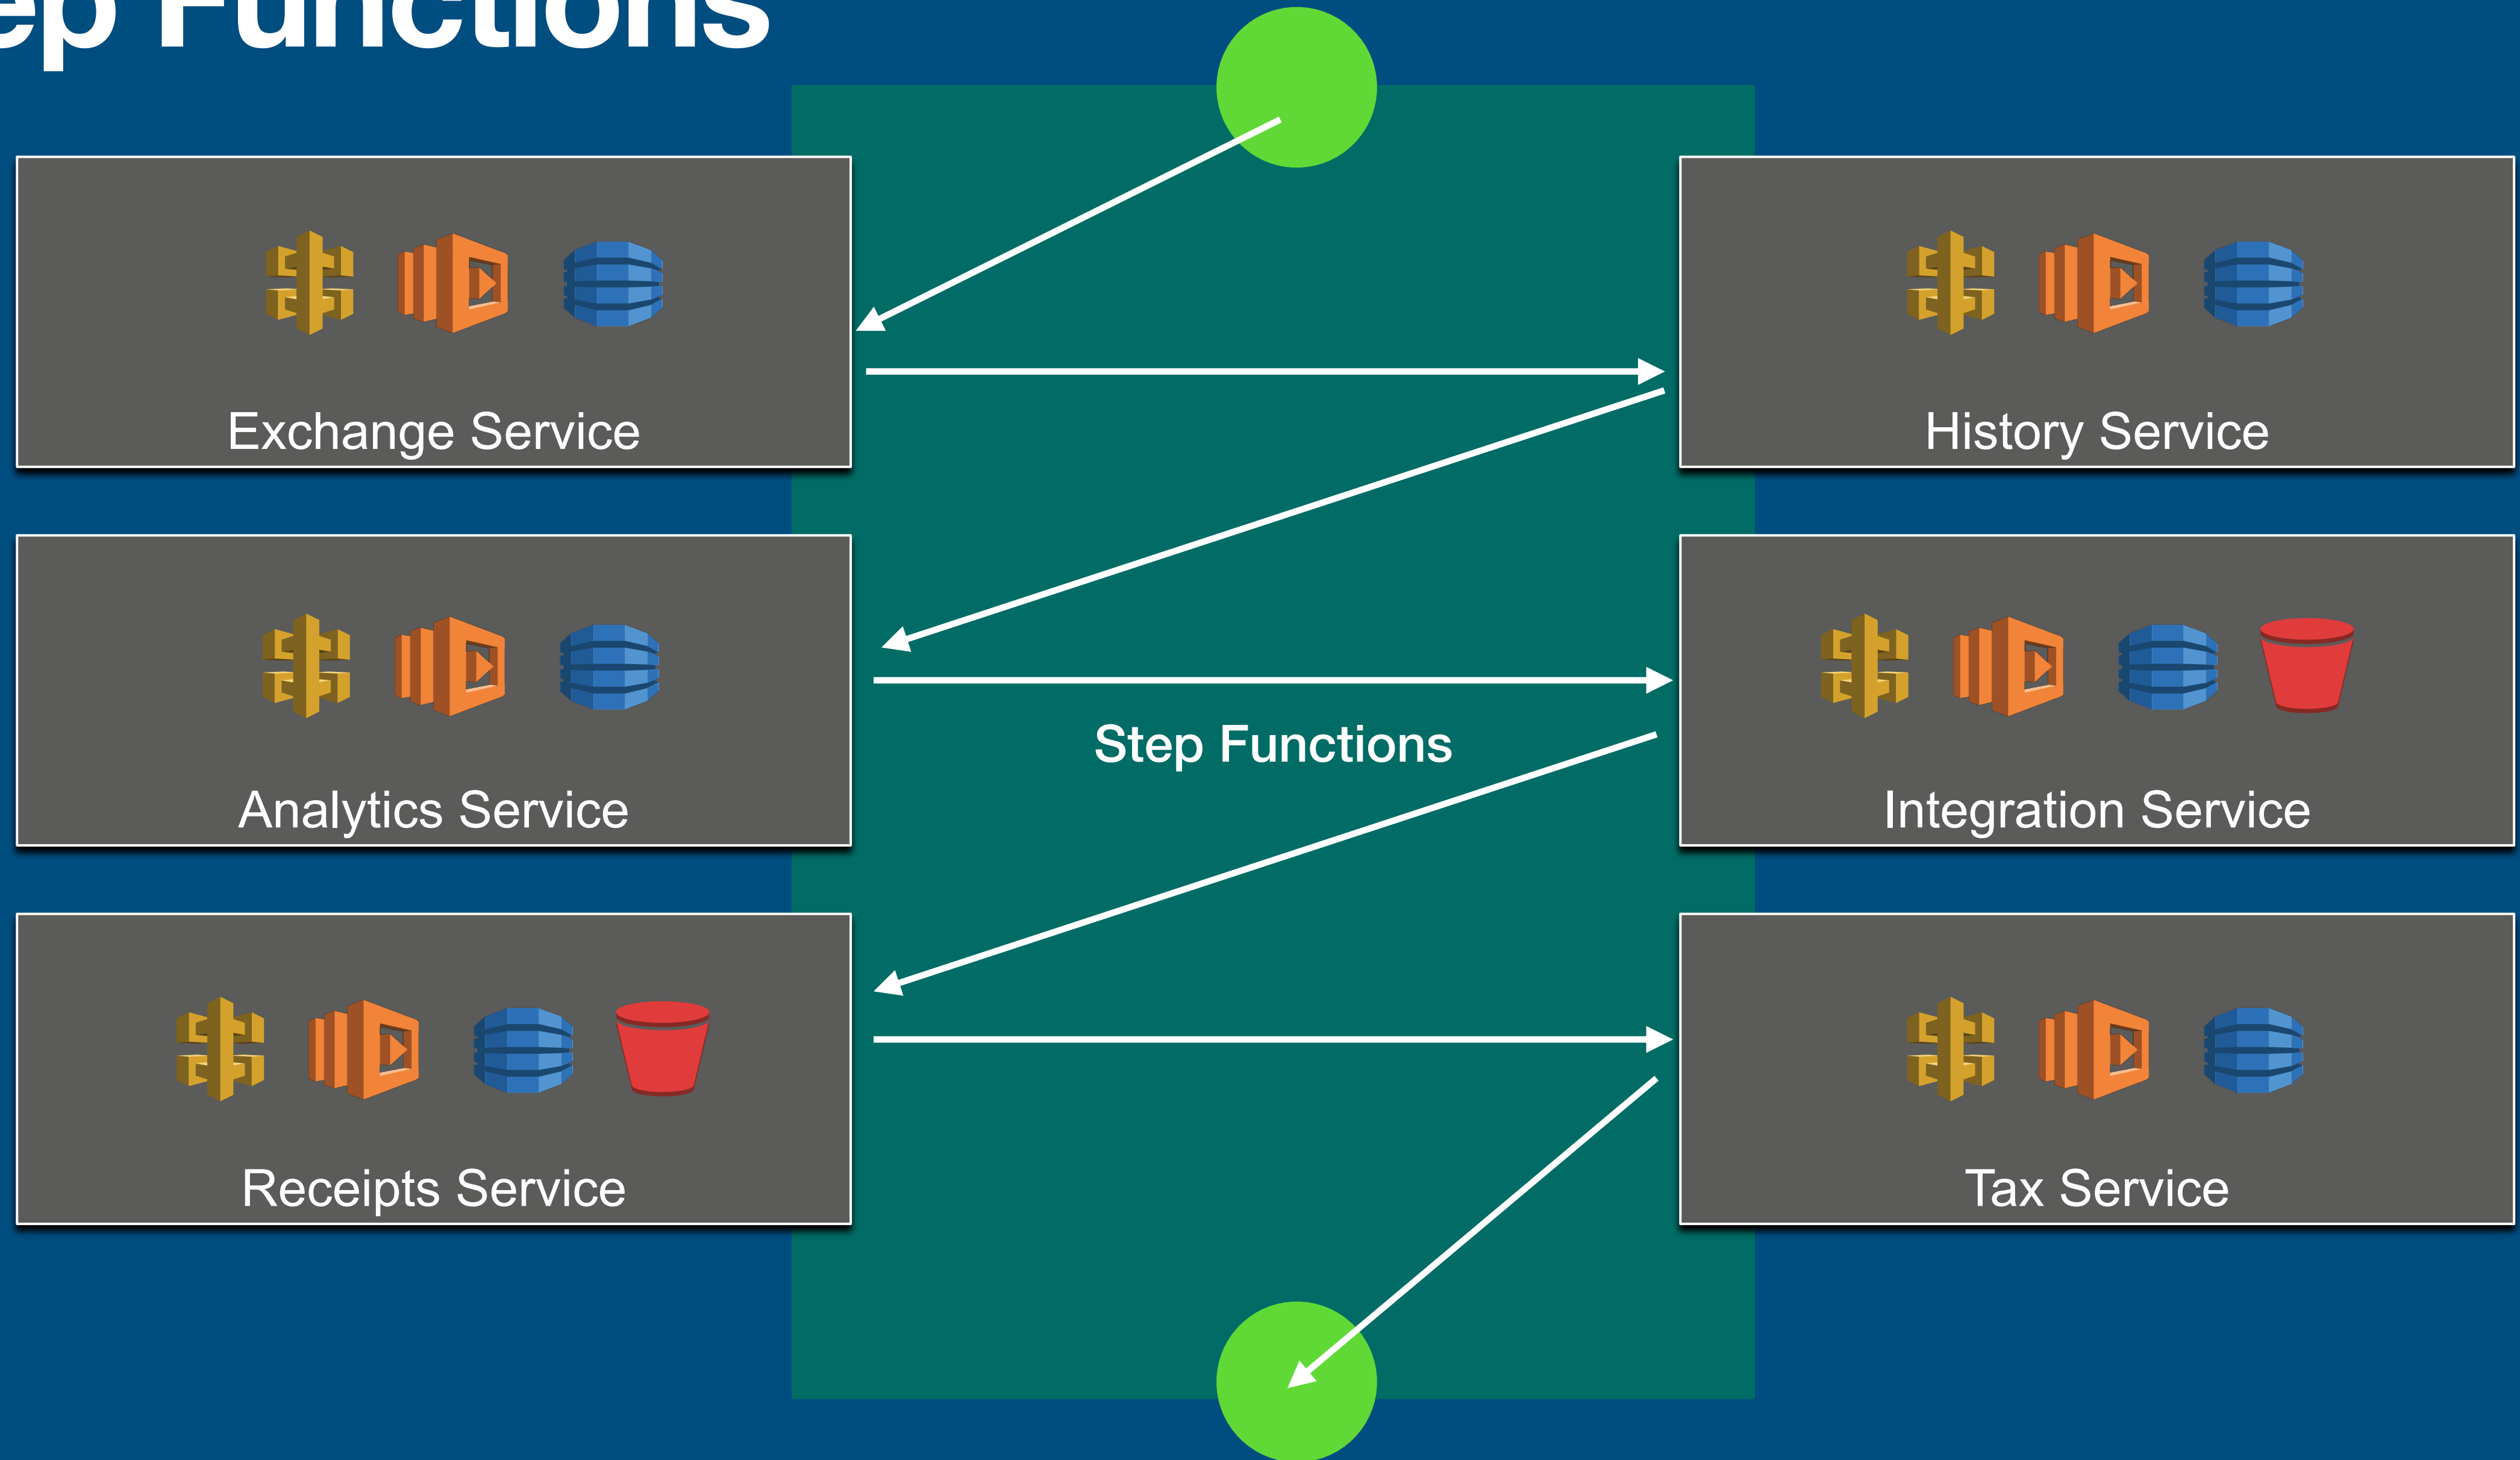 ep Functions
Exchange Service
History Service
Step Functions
Analytics Service
Integration Service
Receipts Service
Tax Service